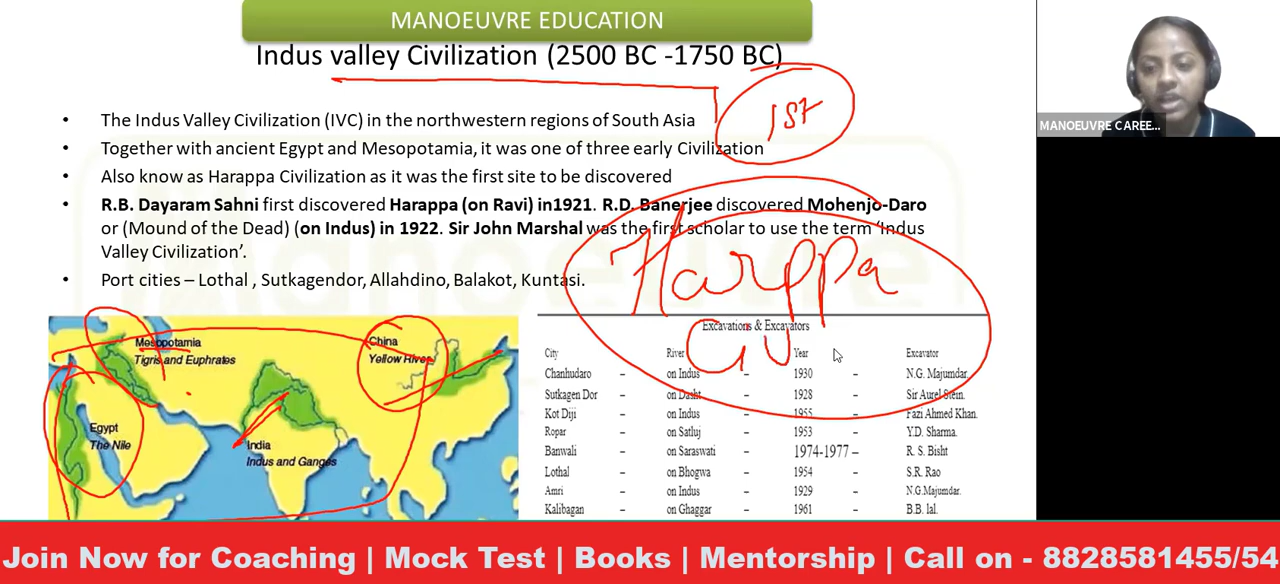 MANOEUVRE EDUCATION
Indus valley Civilization (2500 BC -1750 BC)
1st
• The Indus Valley Civilization (IVC) in the northwestern regions of South Asia
• Together with ancient Egypt and Mesopotamia, it was one of three early Civilization
• Also know as Harappa Civilization as it was the first site to be discovered
• R.B. Dayaram Sahni first discovered Harappa (on Ravi) in1921. R.D. Banerjee discovered Mohenjo-Daro
or (Mound of the Dead) (on Indus) in 1922. Sir John Marshal was the first scholar to use the term 'Indus
Valley Civilization'.
• Port cities – Lothal , Sutkagendor, Allahdino, Balakot, Kuntasi.
Harppa
MANOEUVRE CAREE...
Mesopotamia
Tigris and Euphrates
China
Yellow River
Egypt
The Nile
India
Indus and Ganges
Excavations & Excavators
City River Year Excavator
Chanhudaro – on Indus – 1930 – N.G. Majumdar.
Sutkagen Dor – on Dasht – 1928 – Sir Aurel Stein.
Kot Diji – on Indus – 1955 – Fazi Ahmed Khan.
Ropar – on Satluj – 1953 – Y.D. Sharma.
Banwali – on Saraswati – 1974-1977 – R. S. Bisht
Lothal – on Bhogwa – 1954 – S.R. Rao
Amri – on Indus – 1929 – N.G.Majumdar.
Kalibagan – on Ghaggar – 1961 – B.B. lal.
Join Now for Coaching | Mock Test | Books | Mentorship | Call on - 8828581455/54